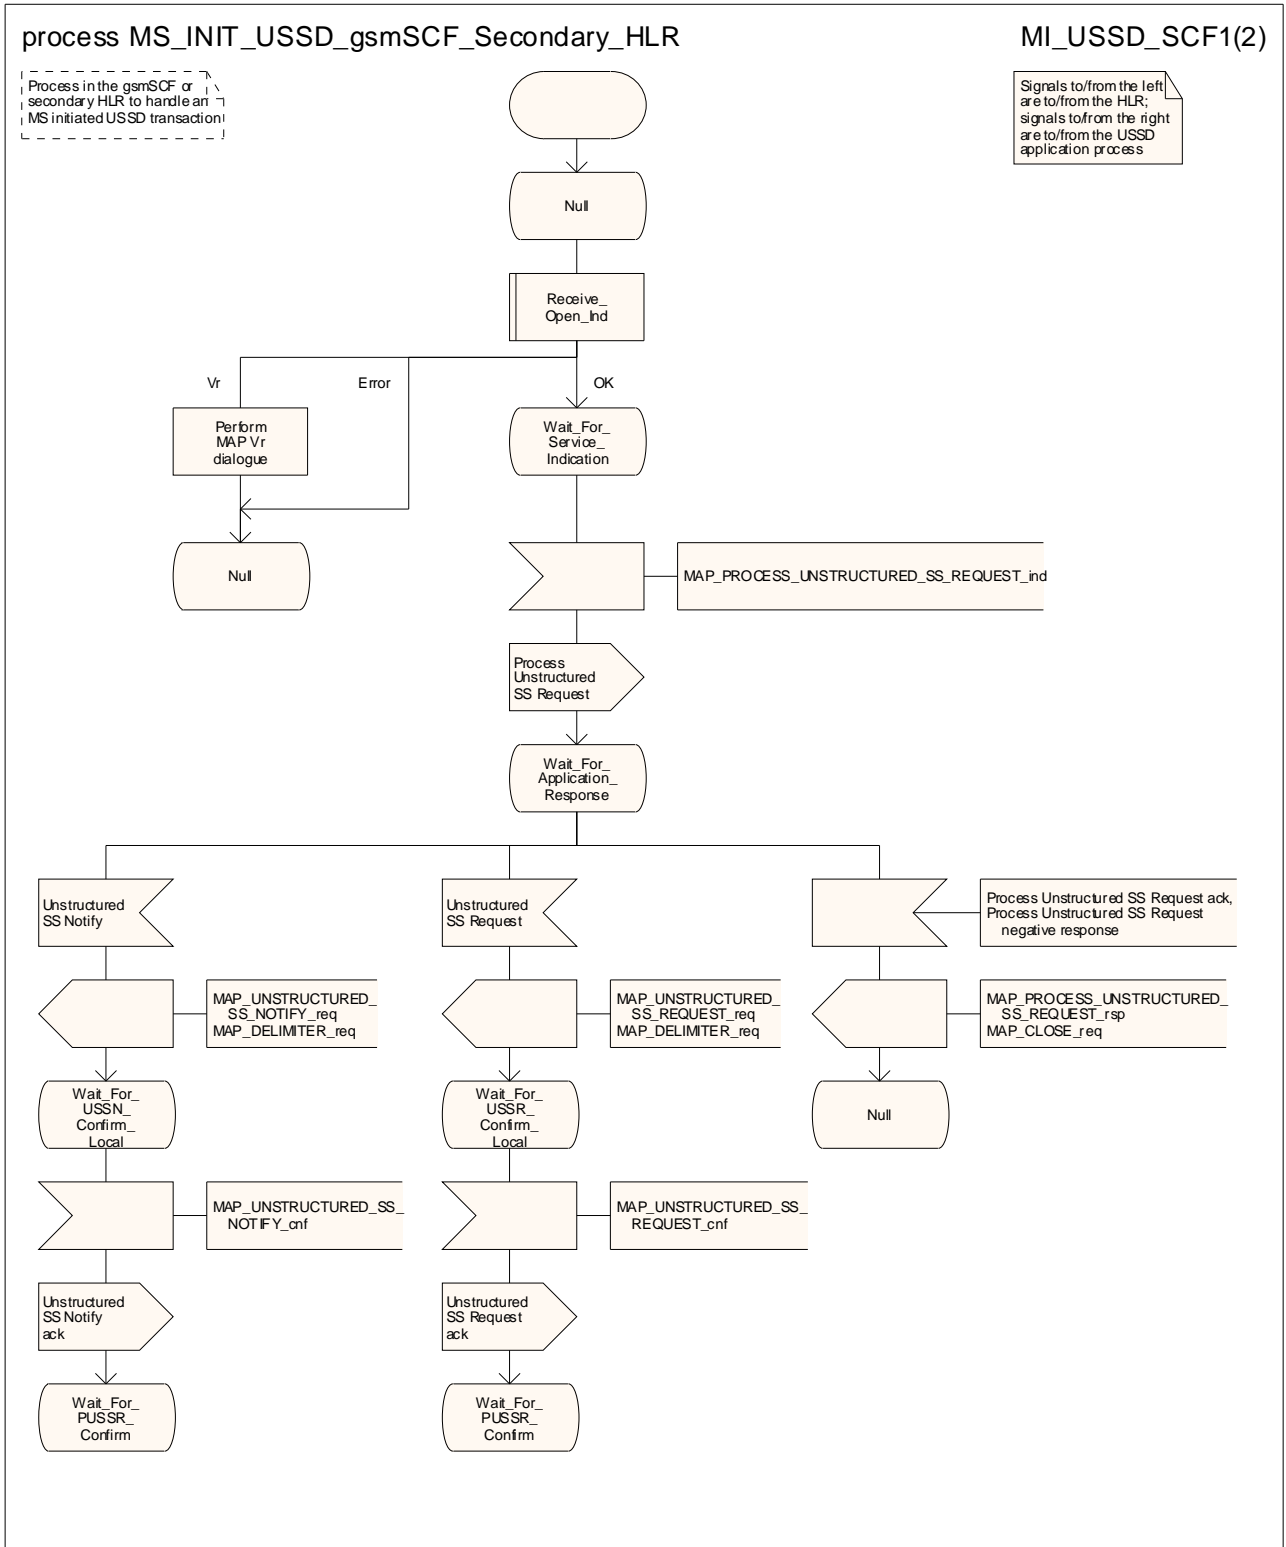 process MS_INIT_USSD_gsmSCF_Secondary_HLR
MI_USSD_SCF1(2)
Process in the gsmSCF or
secondary HLR to handle an
MS initiated USSD transaction
Signals to/from the left
are to/from the HLR;
signals to/from the right
are to/from the USSD
application process
Null
Receive_
Open_Ind
Vr
Error
OK
Perform
MAP Vr
dialogue
Wait_For_
Service_
Indication
Null
MAP_PROCESS_UNSTRUCTURED_SS_REQUEST_ind
Process
Unstructured
SS Request
Wait_For_
Application_
Response
Unstructured
SS Notify
Unstructured
SS Request
Process Unstructured SS Request ack,
Process Unstructured SS Request
negative response
MAP_UNSTRUCTURED_
SS_NOTIFY_req
MAP_DELIMITER_req
MAP_UNSTRUCTURED_
SS_REQUEST_req
MAP_DELIMITER_req
MAP_PROCESS_UNSTRUCTURED_
SS_REQUEST_rsp
MAP_CLOSE_req
Wait_For_
USSN_
Confirm_
Local
Wait_For_
USSR_
Confirm_
Local
Null
MAP_UNSTRUCTURED_SS_
NOTIFY_cnf
MAP_UNSTRUCTURED_SS_
REQUEST_cnf
Unstructured
SS Notify
ack
Unstructured
SS Request
ack
Wait_For_
PUSSR_
Confirm
Wait_For_
PUSSR_
Confirm